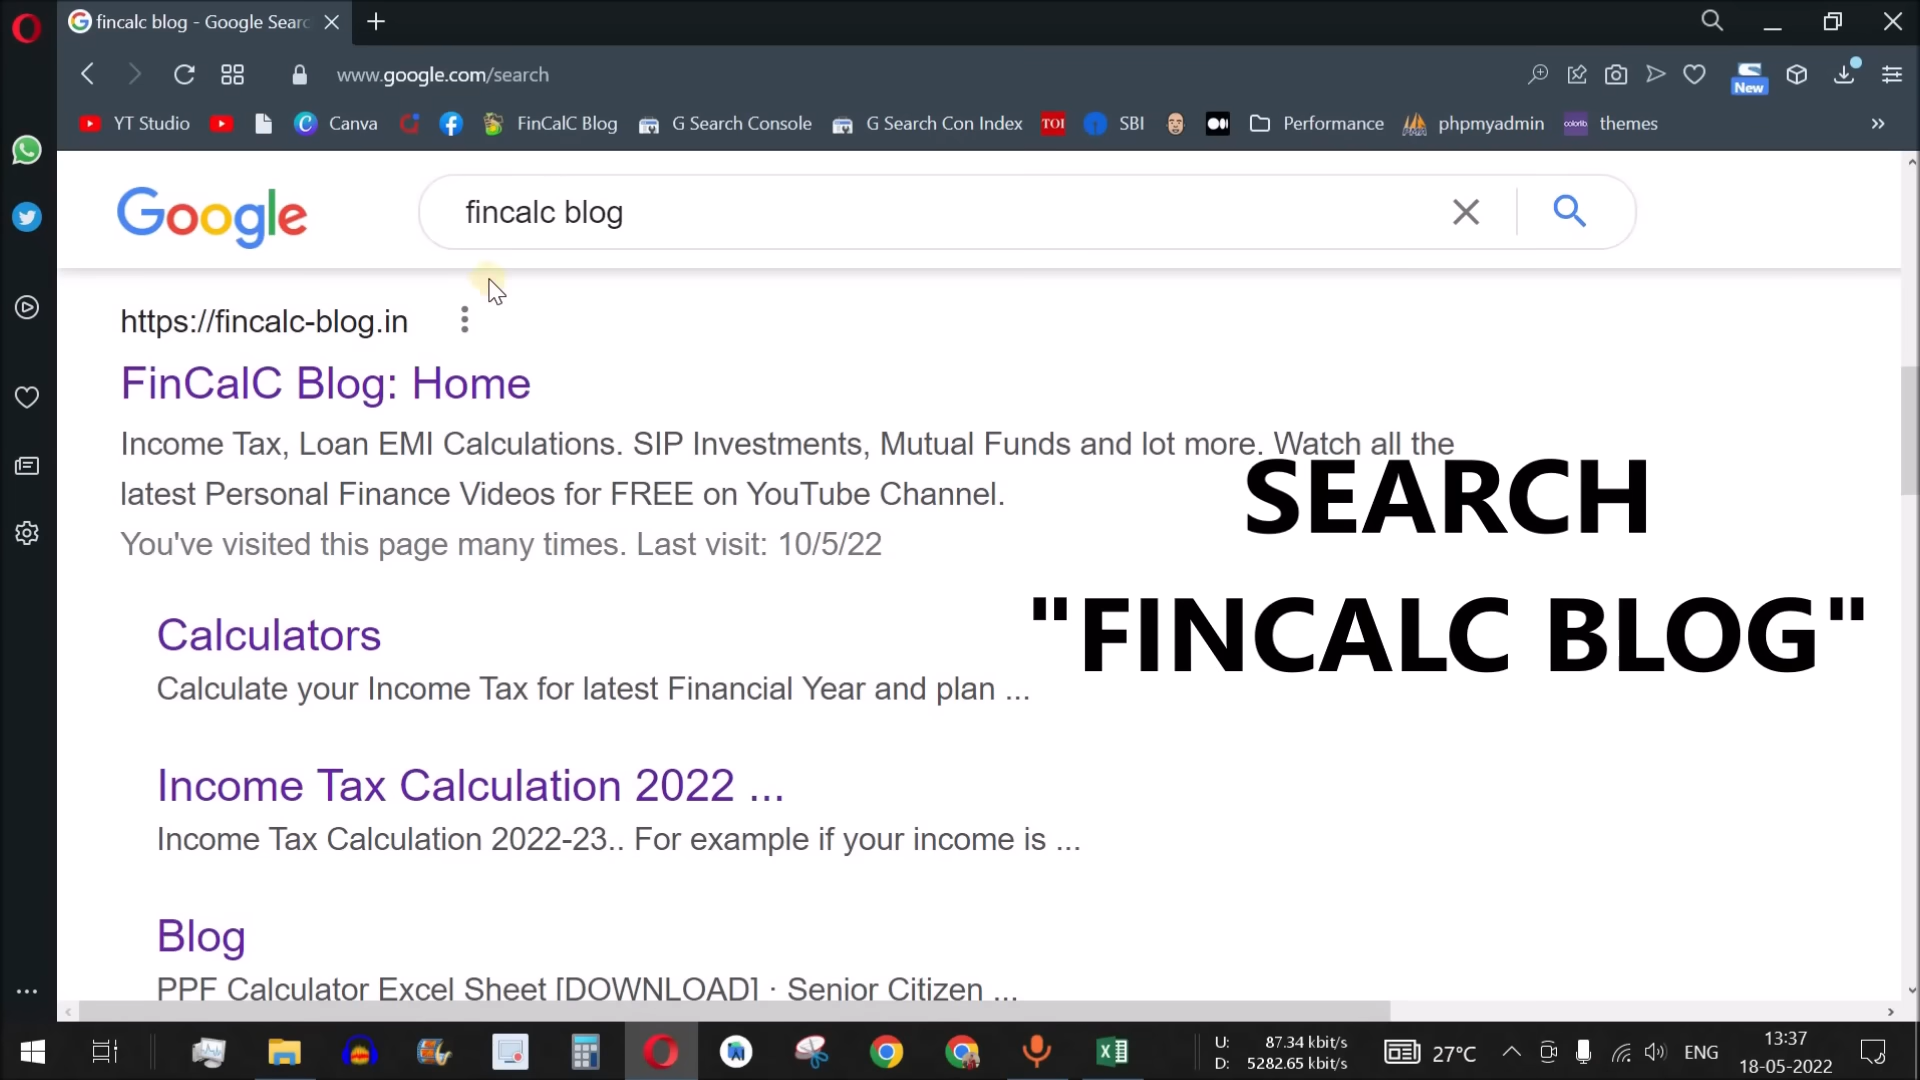 fincalc blog - Google Searc
www.google.com/search
New
YT Studio
Canva
FinCalC Blog
G Search Console
G Search Con Index
TOI
SBI
Performance
phpmyadmin
colorlib
themes
Google
fincalc blog
https://fincalc-blog.in
FinCalC Blog: Home
Income Tax, Loan EMI Calculations. SIP Investments, Mutual Funds and lot more. Watch all the
latest Personal Finance Videos for FREE on YouTube Channel.
You've visited this page many times. Last visit: 10/5/22
SEARCH
"FINCALC BLOG"
Calculators
Calculate your Income Tax for latest Financial Year and plan ...
Income Tax Calculation 2022 ...
Income Tax Calculation 2022-23.. For example if your income is ...
Blog
PPF Calculator Excel Sheet [DOWNLOAD] · Senior Citizen ...
U: 87.34 kbit/s
D: 5282.65 kbit/s
27°C
ENG
13:37
18-05-2022